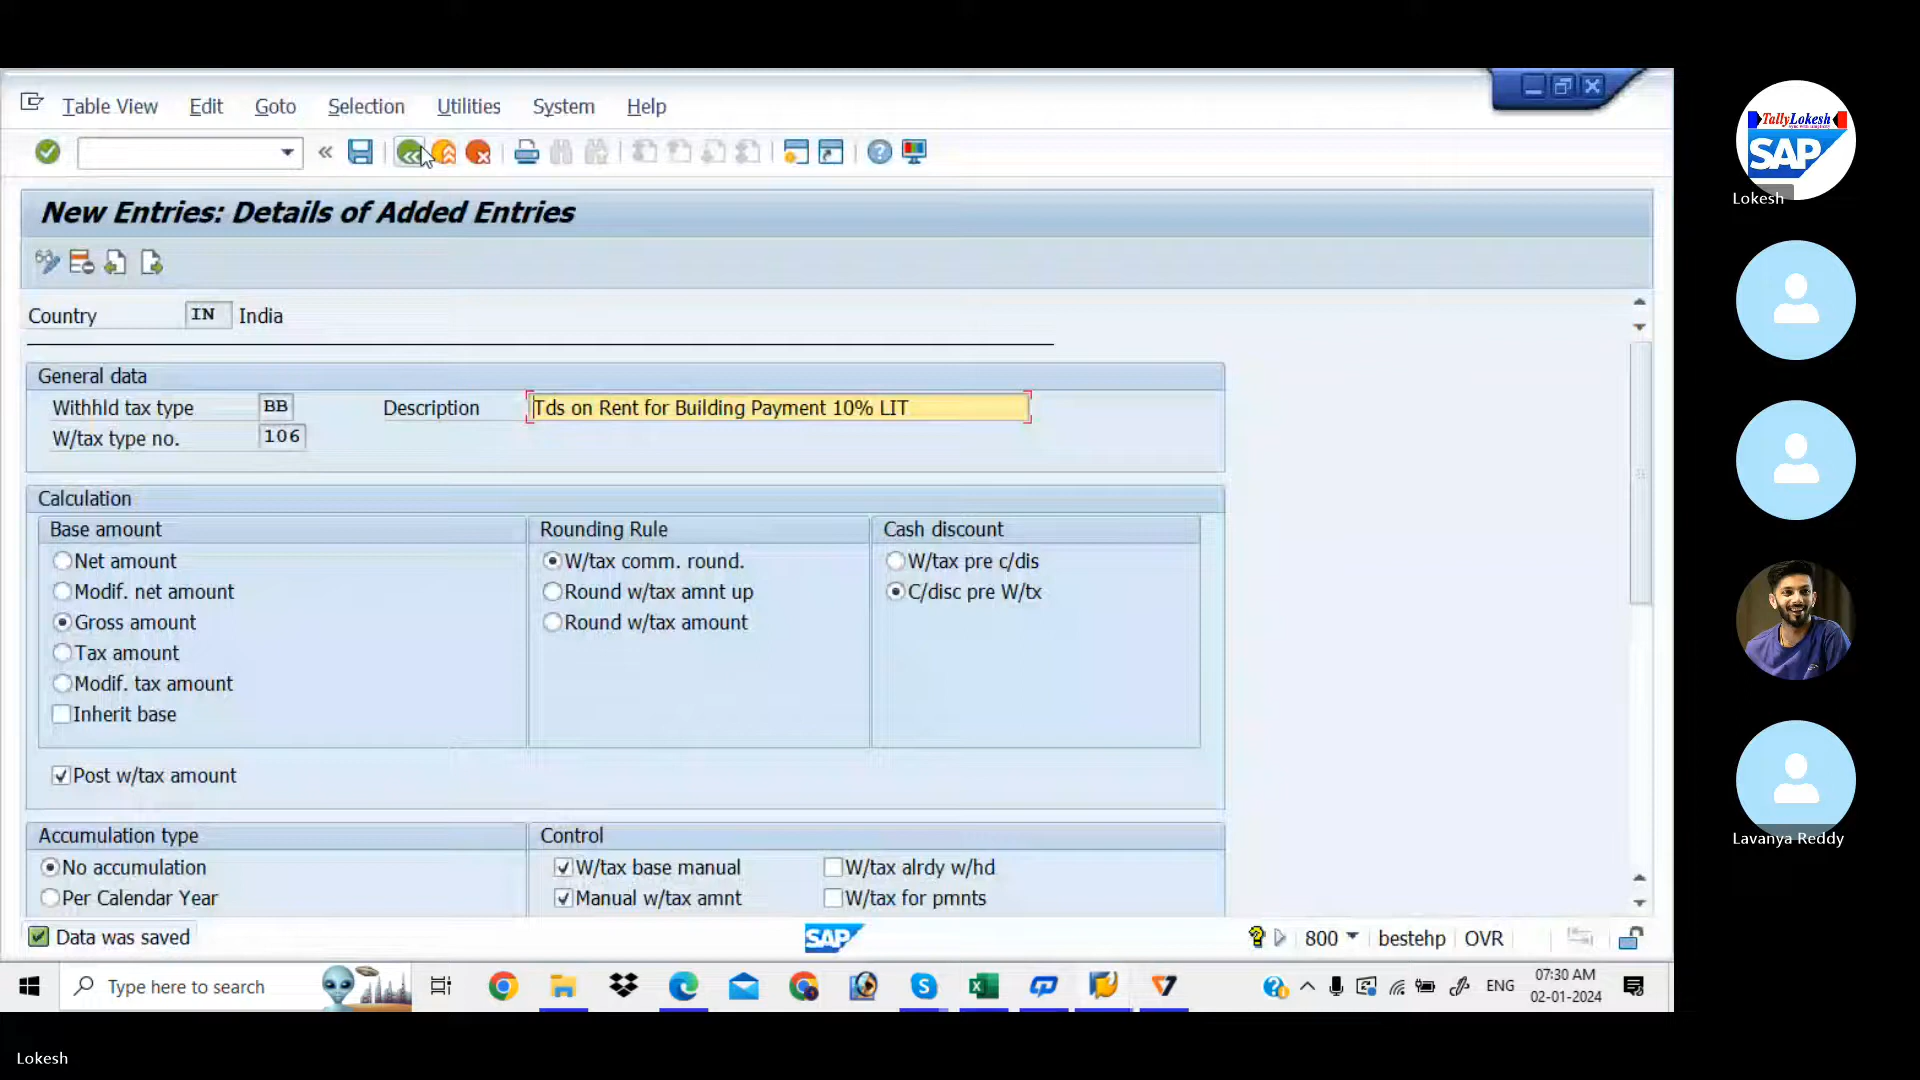 Table View Edit Goto Selection Utilities System Help
New Entries: Details of Added Entries
Country IN India
General data
Withhld tax type BB Description Tds on Rent for Building Payment 10% LIT
W/tax type no. 106
Calculation
Base amount Rounding Rule Cash discount
Net amount W/tax comm. round. W/tax pre c/dis
Modif. net amount Round w/tax amnt up C/disc pre W/tx
Gross amount Round w/tax amount
Tax amount
Modif. tax amount
Inherit base
Post w/tax amount
Accumulation type Control
No accumulation W/tax base manual W/tax alrdy w/hd
Per Calendar Year Manual w/tax amnt W/tax for pmnts
Data was saved SAP 800 bestehp OVR
Type here to search ENG 07:30 AM
02-01-2024
TallyLokesh
SAP
Lokesh
Lavanya Reddy
Lokesh